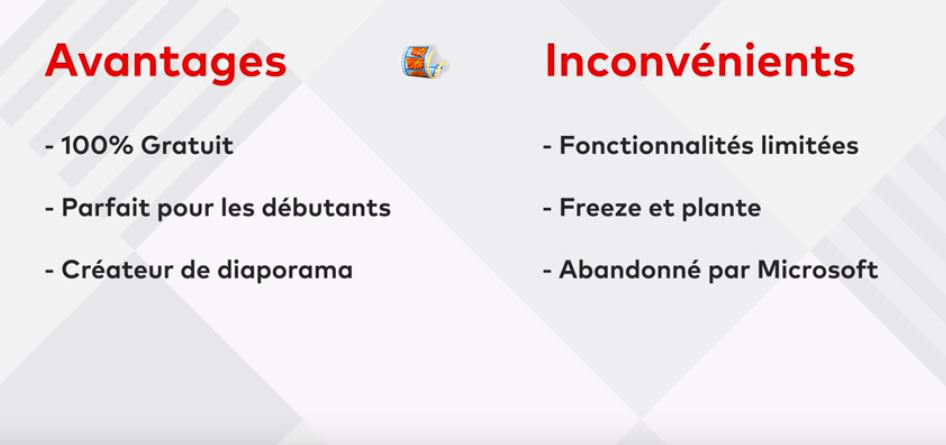 Avantages
- 100% Gratuit
- Parfait pour les débutants
- Créateur de diaporama
Inconvénients
- Fonctionnalités limitées
- Freeze et plante
- Abandonné par Microsoft